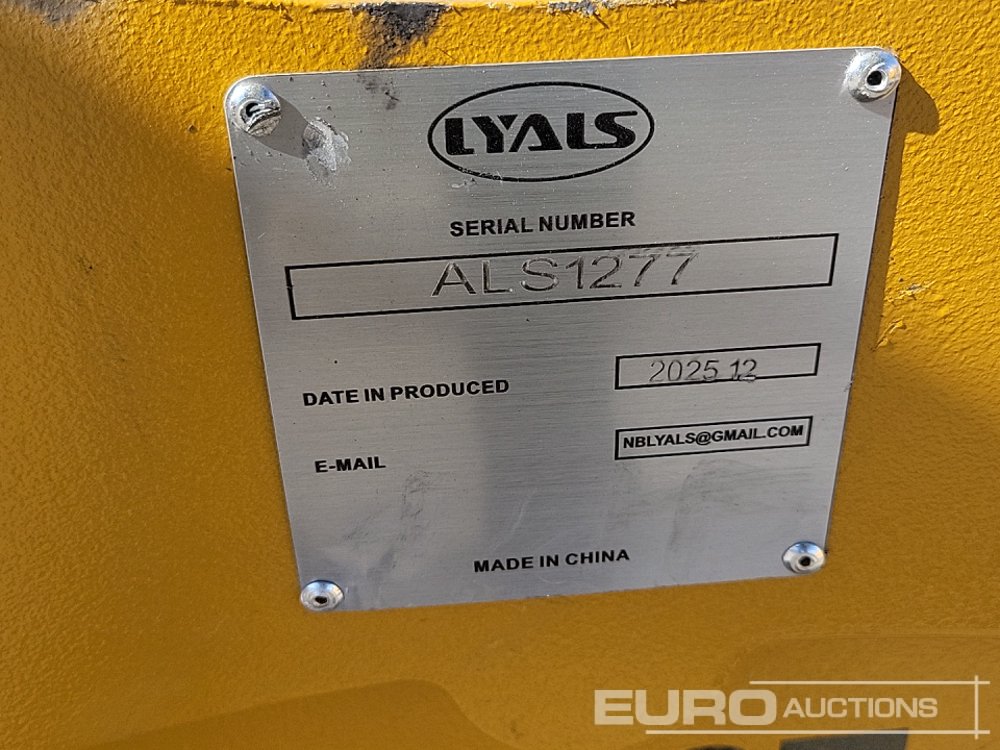 LYALS
SERIAL NUMBER
ALS1277
DATE IN PRODUCED 2025 12
E-MAIL NBLYALS@GMAIL.COM
MADE IN CHINA
EURO AUCTIONS